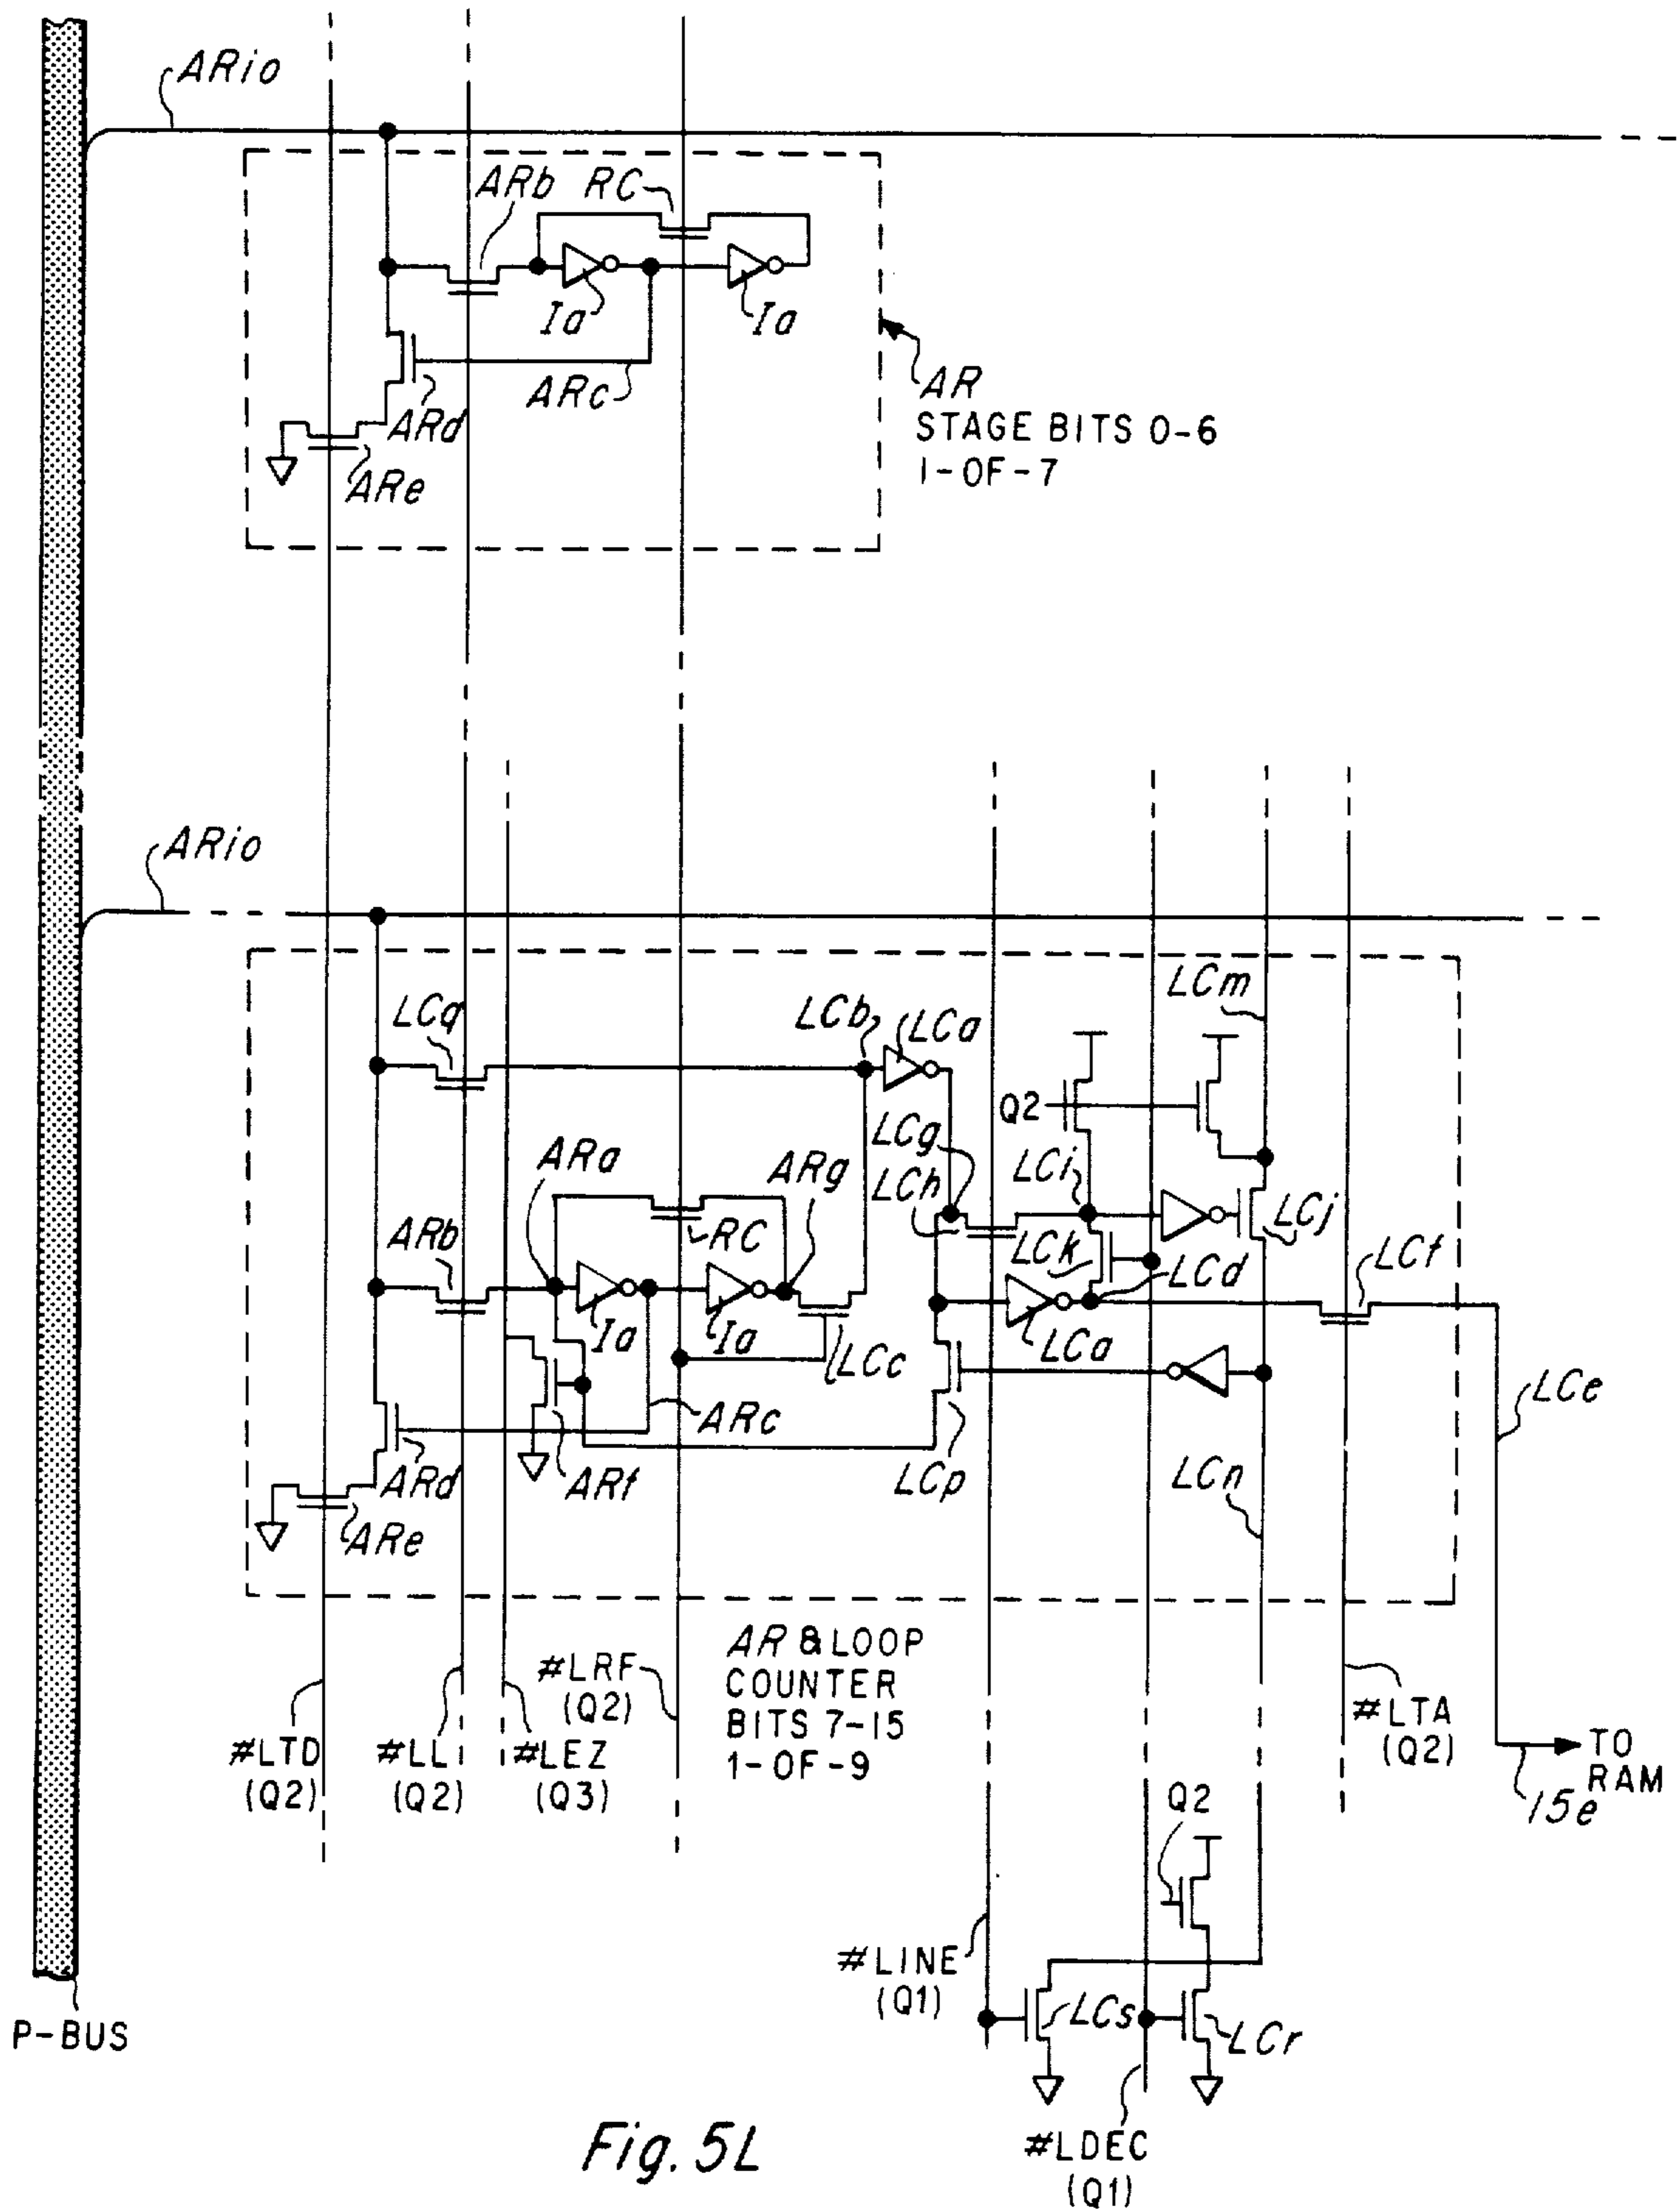 ARio
ARb RC
Ia Ia
ARc
ARd
ARe
AR
STAGE BITS 0-6
1-OF-7
ARio
LCm
LCq
LCb
LCa
Q2
LCg
ARa
ARg
LCh
LCi
LCj
ARb
RC
LCk
LCd
LCf
Ia Ia
LCc
LCa
LCe
ARc
ARd
ARf
LCp
LCn
ARe
#LTD
(Q2)
#LL
(Q2)
#LEZ
(Q3)
#LRF
(Q2)
AR & LOOP
COUNTER
BITS 7-15
1-OF-9
#LTA
(Q2)
TO
RAM
15e
Q2
#LINE
(Q1)
LCs
LCr
P-BUS
#LDEC
(Q1)
Fig. 5L